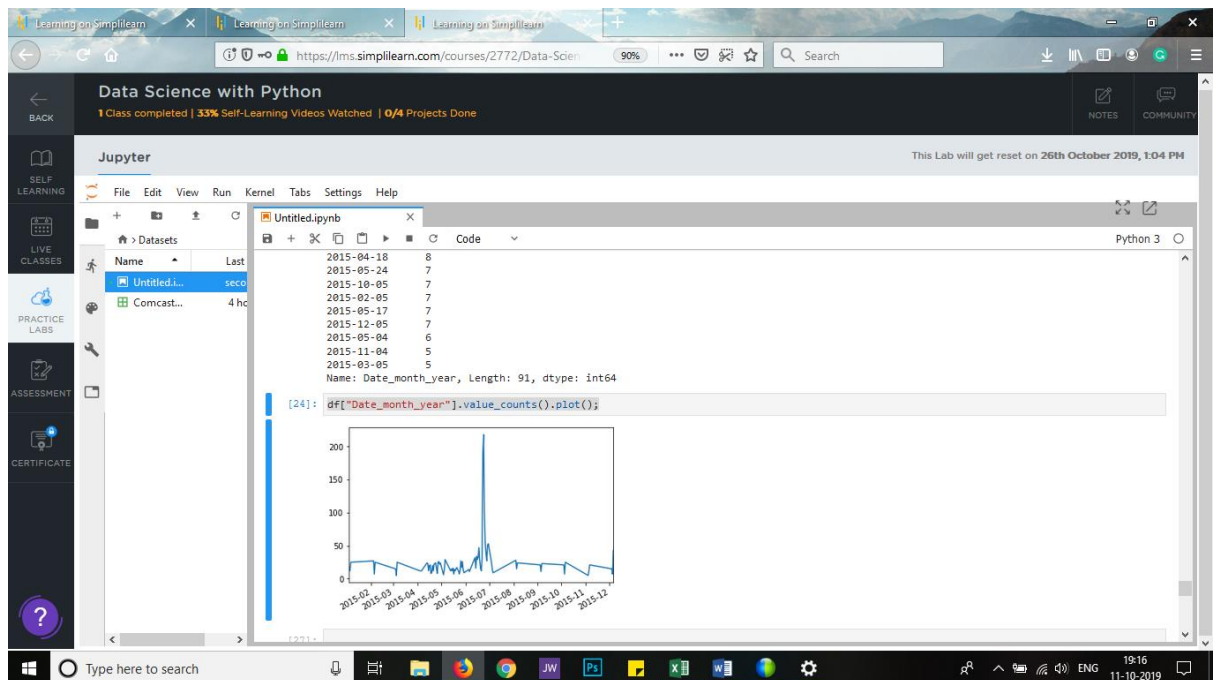 Learning on Simplilearn
Learning on Simplilearn
Learning on Simplilearn
https://lms.simplilearn.com/courses/2772/Data-Scien
90%
Search
BACK
Data Science with Python
1 Class completed | 33% Self-Learning Videos Watched | 0/4 Projects Done
NOTES
COMMUNITY
SELF
LEARNING
LIVE
CLASSES
PRACTICE
LABS
ASSESSMENT
CERTIFICATE
?
Jupyter
This Lab will get reset on 26th October 2019, 1:04 PM
File Edit View Run Kernel Tabs Settings Help
> Datasets
Name Last
Untitled.i... seco
Comcast... 4 hc
Untitled.ipynb
Code
Python 3
2015-04-18 8
2015-05-24 7
2015-10-05 7
2015-02-05 7
2015-05-17 7
2015-12-05 7
2015-05-04 6
2015-11-04 5
2015-03-05 5
Name: Date_month_year, Length: 91, dtype: int64
[24]: df["Date_month_year"].value_counts().plot();
200
150
100
50
0
2015-02 2015-03 2015-04 2015-05 2015-06 2015-07 2015-08 2015-09 2015-10 2015-11 2015-12
Type here to search
JW
Ps
ENG
19:16
11-10-2019